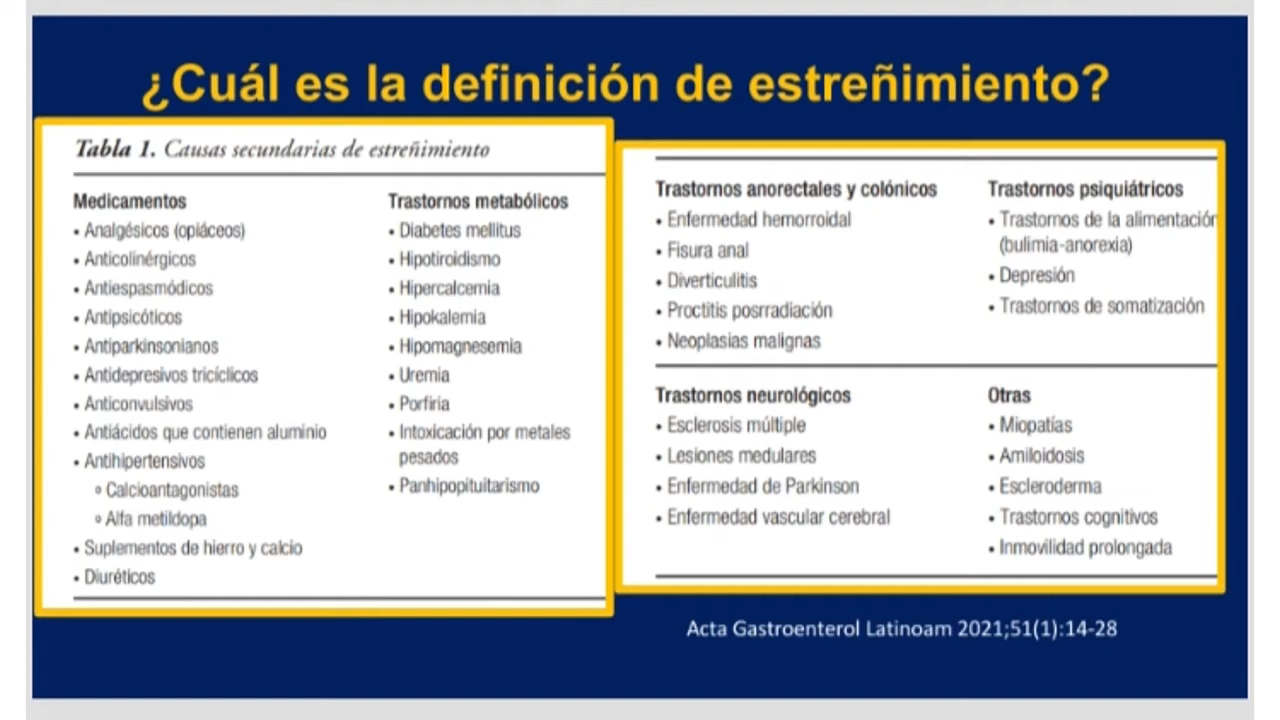 ¿Cuál es la definición de estreñimiento?
Tabla 1. Causas secundarias de estreñimiento
Medicamentos
• Analgésicos (opiáceos)
• Anticolinérgicos
• Antiespasmódicos
• Antipsicóticos
• Antiparkinsonianos
• Antidepresivos tricíclicos
• Anticonvulsivos
• Antiácidos que contienen aluminio
• Antihipertensivos
◦ Calcioantagonistas
◦ Alfa metildopa
• Suplementos de hierro y calcio
• Diuréticos
Trastornos metabólicos
• Diabetes mellitus
• Hipotiroidismo
• Hipercalcemia
• Hipokalemia
• Hipomagnesemia
• Uremia
• Porfiria
• Intoxicación por metales
pesados
• Panhipopituitarismo
Trastornos anorectales y colónicos
• Enfermedad hemorroidal
• Fisura anal
• Diverticulitis
• Proctitis posrradiación
• Neoplasias malignas
Trastornos psiquiátricos
• Trastornos de la alimentación
(bulimia-anorexia)
• Depresión
• Trastornos de somatización
Trastornos neurológicos
• Esclerosis múltiple
• Lesiones medulares
• Enfermedad de Parkinson
• Enfermedad vascular cerebral
Otras
• Miopatías
• Amiloidosis
• Escleroderma
• Trastornos cognitivos
• Inmovilidad prolongada
Acta Gastroenterol Latinoam 2021;51(1):14-28